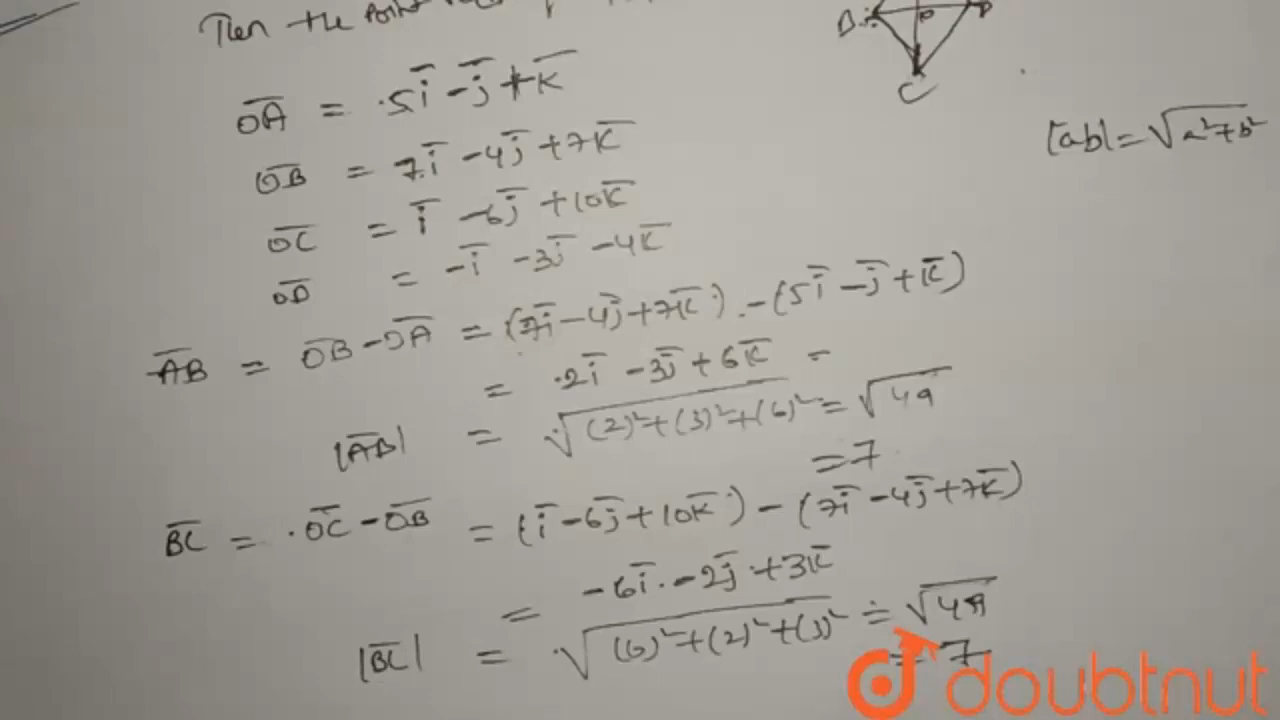 Then the point
OA = 5i - j + k
OB = 7i - 4j + 7k
OC = i - 6j + 10k
OD = -i - 3j - 4k
AB = OB - OA = (7i - 4j + 7k) - (5i - j + k)
= 2i - 3j + 6k =
|AB| = √(2)²+(3)²+(6)² = √49
= 7
BC = OC - OB = (i - 6j + 10k) - (7i - 4j + 7k)
= -6i - 2j + 3k
|BC| = √(6)²+(2)²+(3)² = √49
= 7
B
P
D
C
|ab| = √a²+b²
doubtnut